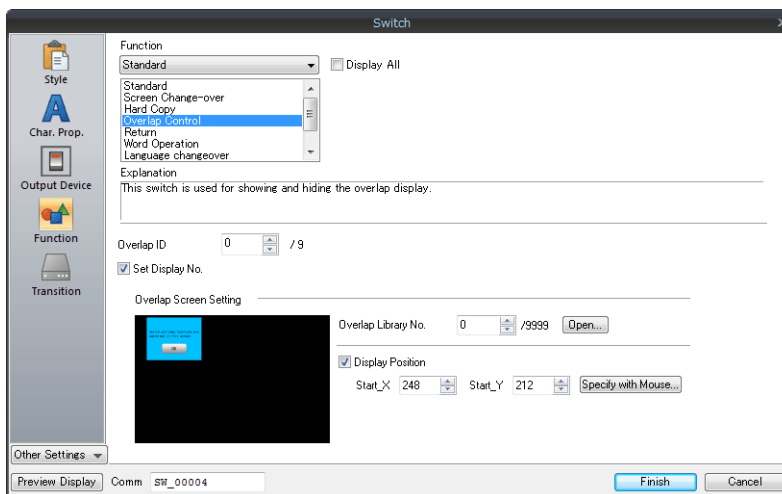 Switch
Function
Standard
Display All
Style
Standard
Screen Change-over
Hard Copy
Overlap Control
Return
Word Operation
Language changeover
Char. Prop.
Explanation
Output Device
This switch is used for showing and hiding the overlap display.
Function
Overlap ID 0 / 9
Set Display No.
Transition
Overlap Screen Setting
Overlap Library No. 0 /9999 Open...
OK
Display Position
Start_X 248 Start_Y 212 Specify with Mouse...
Other Settings
Preview Display Comm SW_00004 Finish Cancel